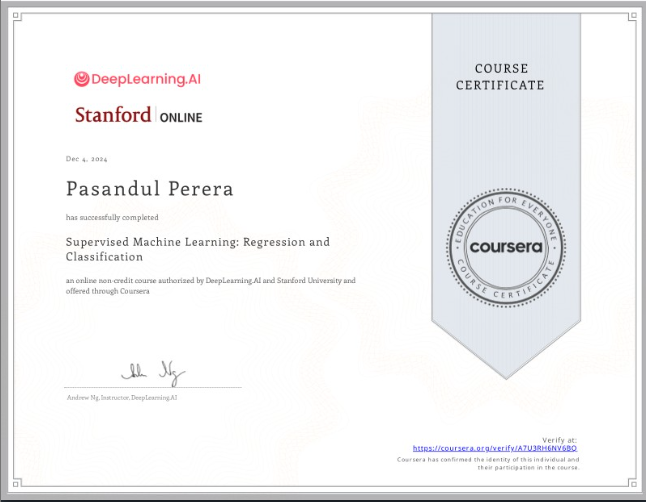 DeepLearning.AI
Stanford | ONLINE
Dec 4, 2024
Pasandul Perera
has successfully completed
Supervised Machine Learning: Regression and
Classification
an online non-credit course authorized by DeepLearning.AI and Stanford University and
offered through Coursera
Andrew Ng, Instructor, DeepLearning.AI
COURSE
CERTIFICATE
EDUCATION FOR EVERYONE
coursera
COURSE CERTIFICATE
Verify at:
https://coursera.org/verify/A7U3RH6NV6BO
Coursera has confirmed the identity of this individual and
their participation in the course.